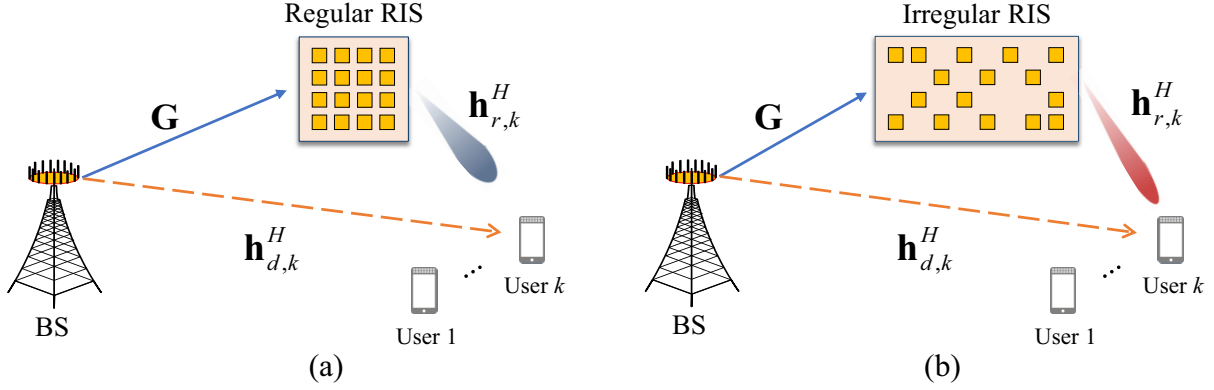 Regular RIS
G
h_{r,k}^{H}
h_{d,k}^{H}
BS
User 1
...
User k
(a)
Irregular RIS
G
h_{r,k}^{H}
h_{d,k}^{H}
BS
User 1
...
User k
(b)